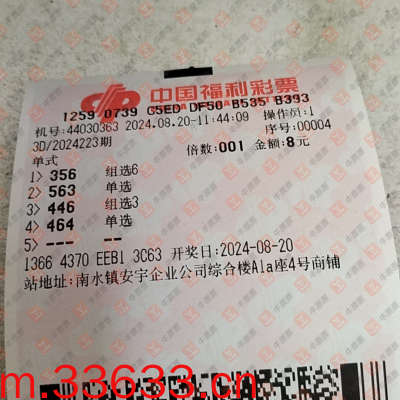 中国福利彩票
1259 0739 C5ED DF50 B535 B393
机号:44030363 2024.08.20-11:44:09 操作员:1
3D/2024223期 序号:00004
单式 倍数:001 金额:8元
1> 356 组选6
2> 563 单选
3> 446 组选3
4> 464 单选
5> --- --
1366 4370 EEB1 3C63 开奖日:2024-08-20
站地址:南水镇安宇企业公司综合楼A1a座4号商铺
m.33633.cn